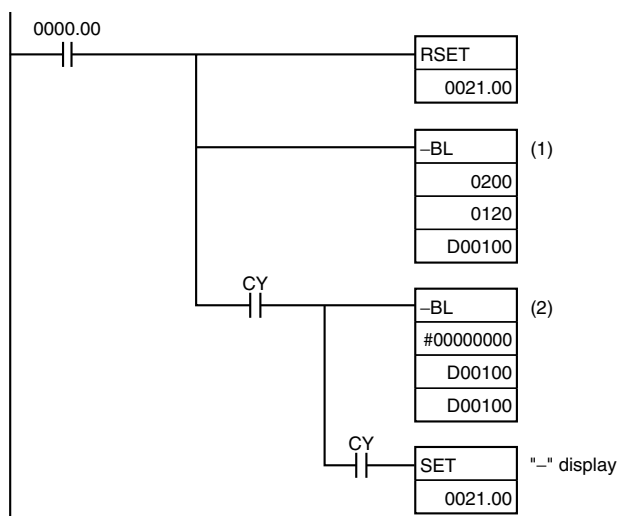 0000.00
RSET
0021.00
–BL (1)
0200
0120
D00100
CY
–BL (2)
#00000000
D00100
D00100
CY
SET "–" display
0021.00